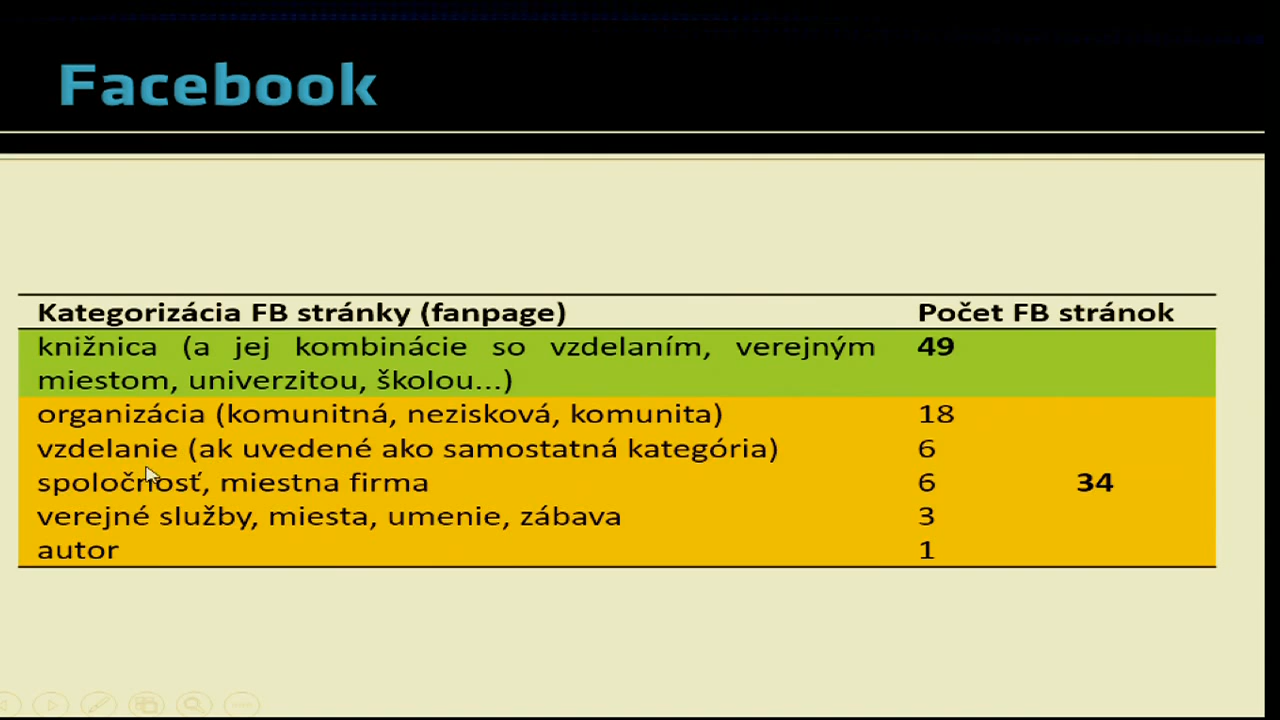 Facebook
Kategorizácia FB stránky (fanpage) Počet FB stránok
knižnica (a jej kombinácie so vzdelaním, verejným 49
miestom, univerzitou, školou...)
organizácia (komunitná, nezisková, komunita) 18
vzdelanie (ak uvedené ako samostatná kategória) 6
spoločnosť, miestna firma 6 34
verejné služby, miesta, umenie, zábava 3
autor 1